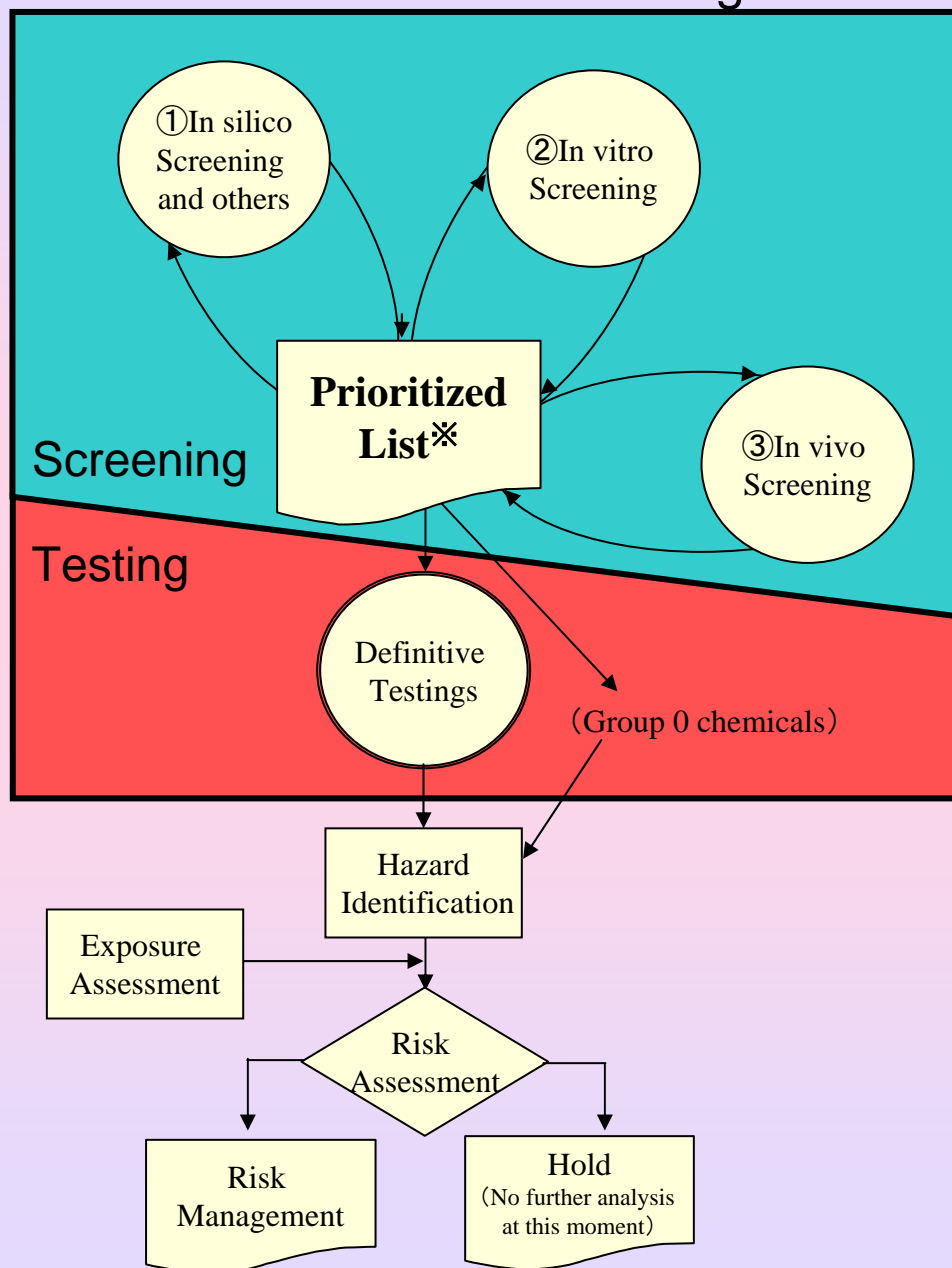 ①In silico
Screening
and others
②In vitro
Screening
Prioritized
List※
③In vivo
Screening
Screening
Testing
Definitive
Testings
（Group 0 chemicals）
Hazard
Identification
Exposure
Assessment
Risk
Assessment
Risk
Management
Hold
（No further analysis
at this moment）